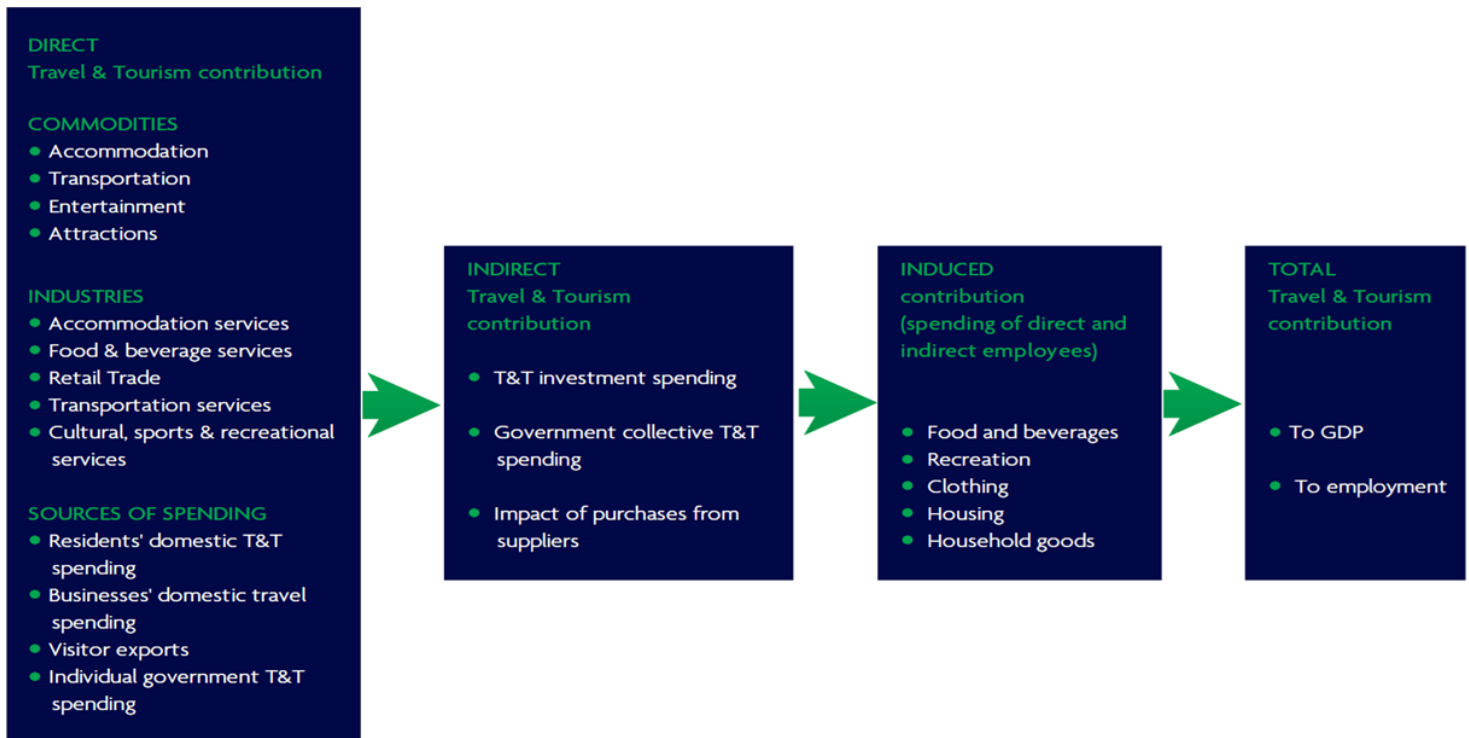 DIRECT
Travel & Tourism contribution
COMMODITIES
Accommodation
Transportation
Entertainment
Attractions
INDUSTRIES
Accommodation services
Food & beverage services
Retail Trade
Transportation services
Cultural, sports & recreational
services
SOURCES OF SPENDING
Residents' domestic T&T
spending
Businesses' domestic travel
spending
Visitor exports
Individual government T&T
spending
INDIRECT
Travel & Tourism
contribution
T&T investment spending
Government collective T&T
spending
Impact of purchases from
suppliers
INDUCED
contribution
(spending of direct and
indirect employees)
Food and beverages
Recreation
Clothing
Housing
Household goods
TOTAL
Travel & Tourism
contribution
To GDP
To employment